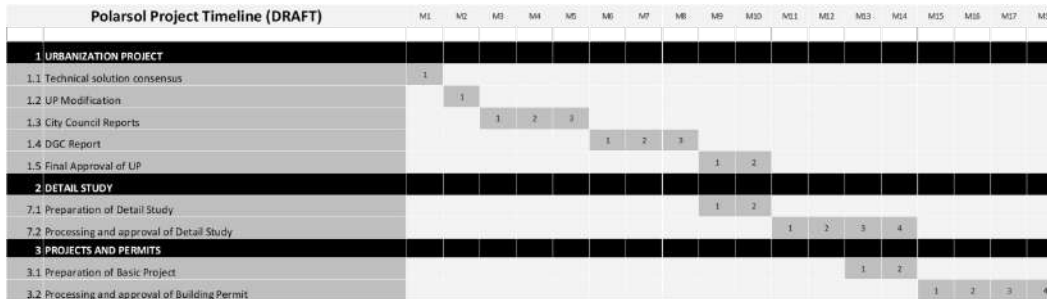 Polarsol Project Timeline (DRAFT) M1 M2 M3 M4 M5 M6 M7 M8 M9 M10 M11 M12 M13 M14 M15 M16 M17
1 URBANIZATION PROJECT
1.1 Technical solution consensus 1
1.2 UP Modification 1
1.3 City Council Reports 1 2 3
1.4 DGC Report 1 2 3
1.5 Final Approval of UP 1 2
2 DETAIL STUDY
7.1 Preparation of Detail Study 1 2
7.2 Processing and approval of Detail Study 1 2 3 4
3 PROJECTS AND PERMITS
3.1 Preparation of Basic Project 1 2
3.2 Processing and approval of Building Permit 1 2 3 4